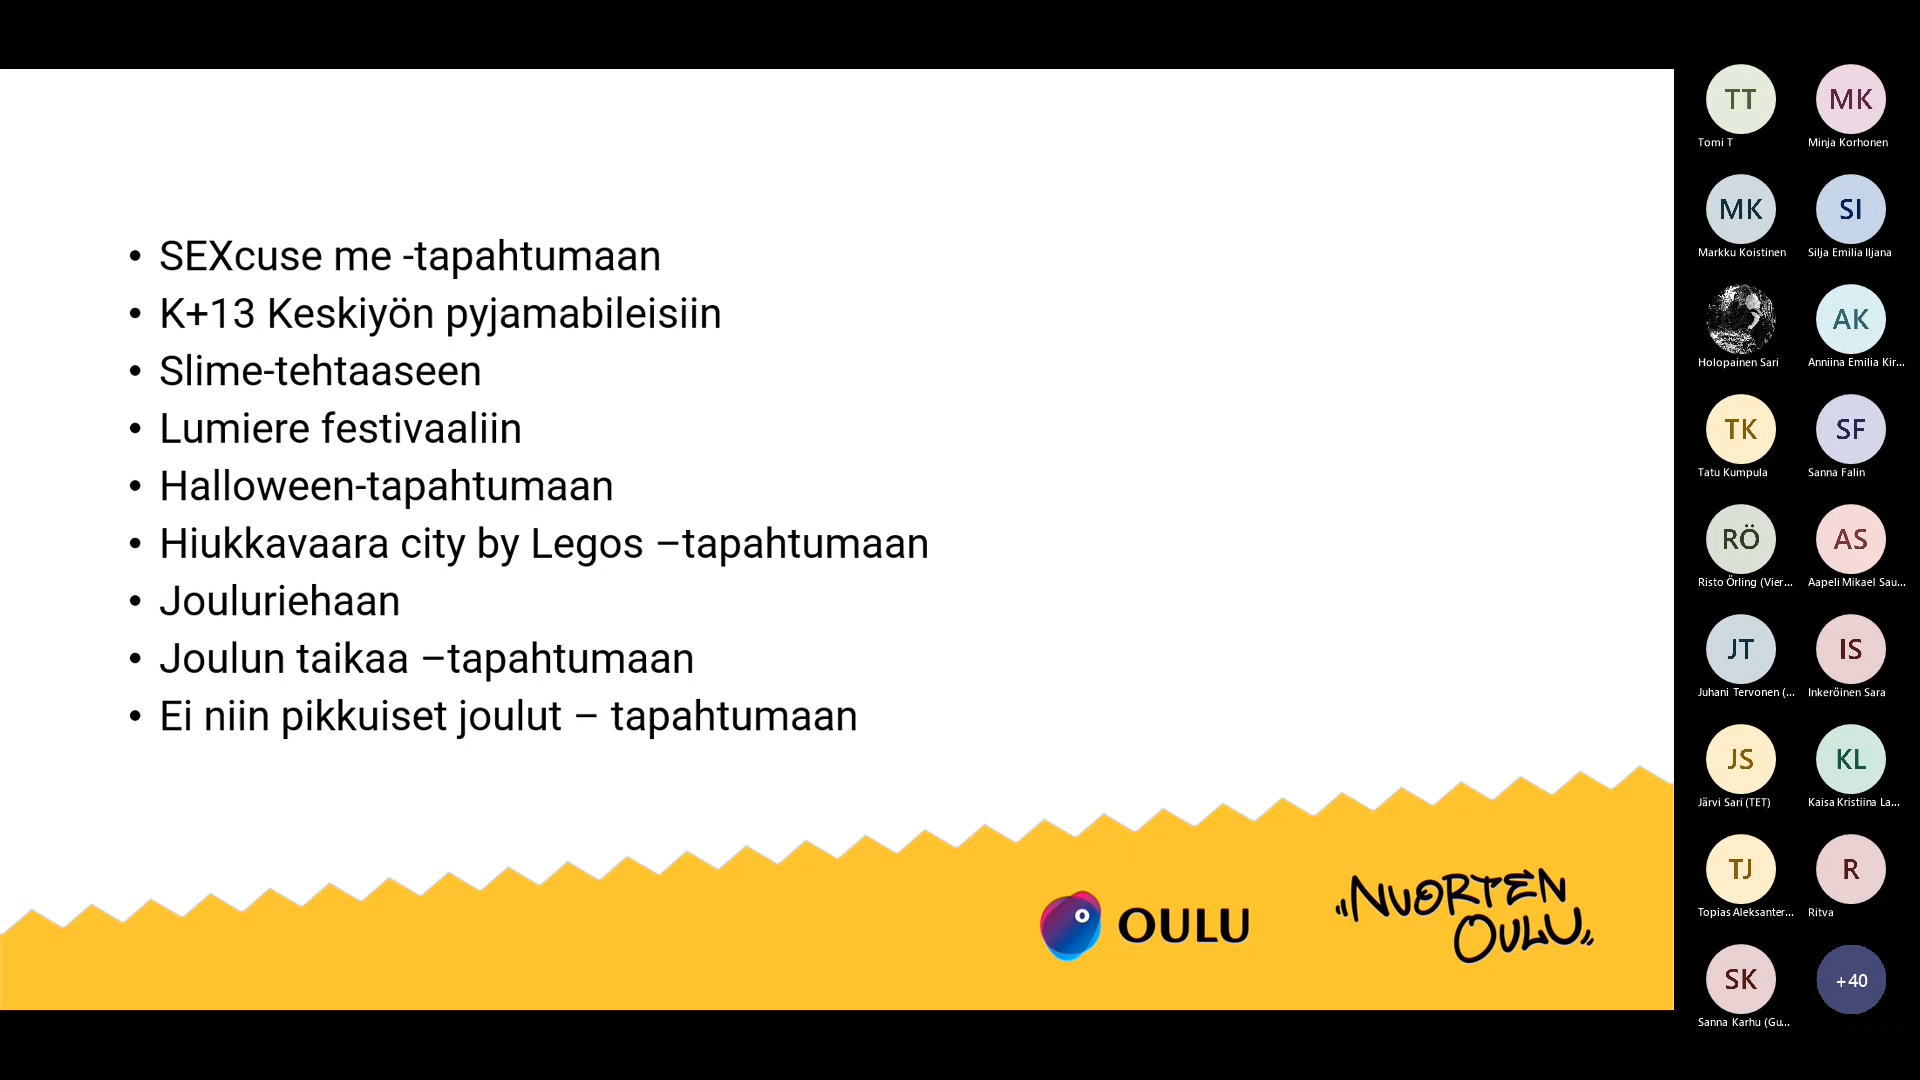 • SEXcuse me -tapahtumaan
• K+13 Keskiyön pyjamabileisiin
• Slime-tehtaaseen
• Lumiere festivaaliin
• Halloween-tapahtumaan
• Hiukkavaara city by Legos –tapahtumaan
• Jouluriehaan
• Joulun taikaa –tapahtumaan
• Ei niin pikkuiset joulut – tapahtumaan
OULU
"NUORTEN
OULU"
TT
Tomi T
MK
Minja Korhonen
MK
Markku Koistinen
SI
Silja Emilia Iljana
Holopainen Sari
AK
Anniina Emilia Kir...
TK
Tatu Kumpula
SF
Sanna Falin
RÖ
Risto Örling (Vier...
AS
Aapeli Mikael Sau...
JT
Juhani Tervonen (...
IS
Inkeröinen Sara
JS
Järvi Sari (TET)
KL
Kaisa Kristiina La...
TJ
Topias Aleksanter...
R
Ritva
SK
Sanna Karhu (Gu...
+40